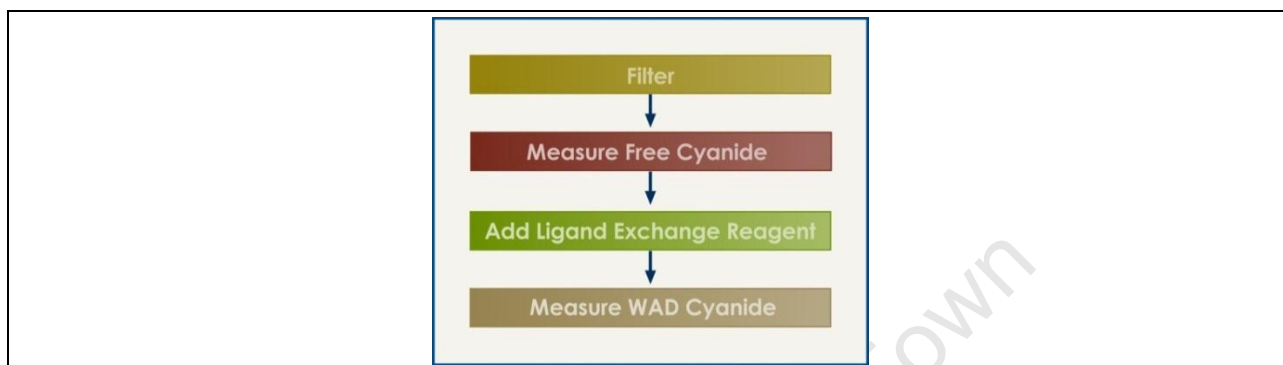 Filter
Measure Free Cyanide
Add Ligand Exchange Reagent
Measure WAD Cyanide